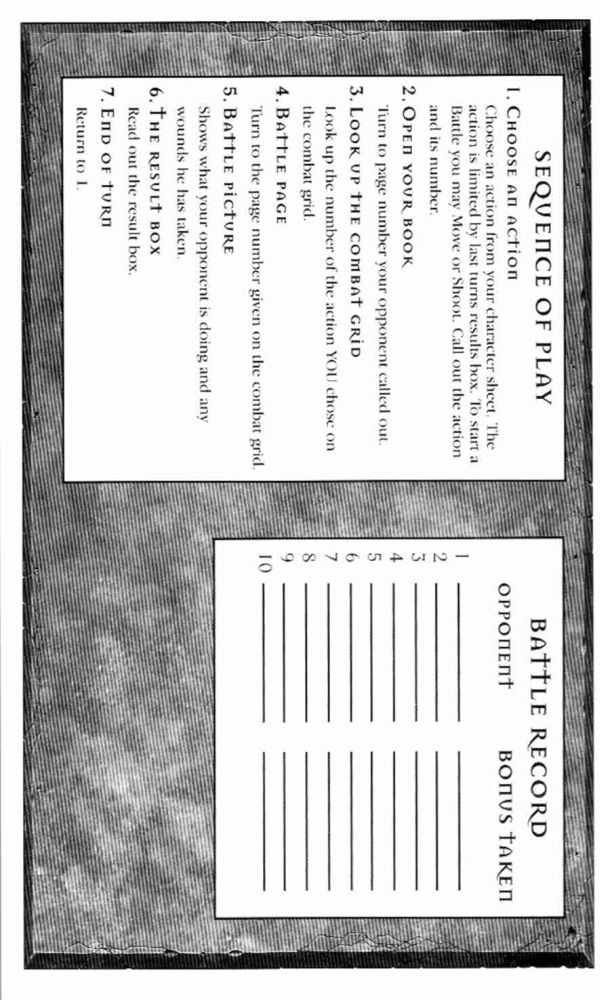 SEQUENCE OF PLAY
1. CHOOSE AN ACTION
Choose an action from your character sheet. The
action is limited by last turns results box. To start a
Battle you may Move or Shoot. Call out the action
and its number.
2. OPEN YOUR BOOK
Turn to page number your opponent called out.
3. LOOK UP THE COMBAT GRID
Look up the number of the action YOU chose on
the combat grid.
4. BATTLE PAGE
Turn to the page number given on the combat grid.
5. BATTLE PICTURE
Shows what your opponent is doing and any
wounds he has taken.
6. THE RESULT BOX
Read out the result box.
7. END OF TURN
Return to 1.
BATTLE RECORD
OPPONENT BONUS TAKEN
1
2
3
4
5
6
7
8
9
10